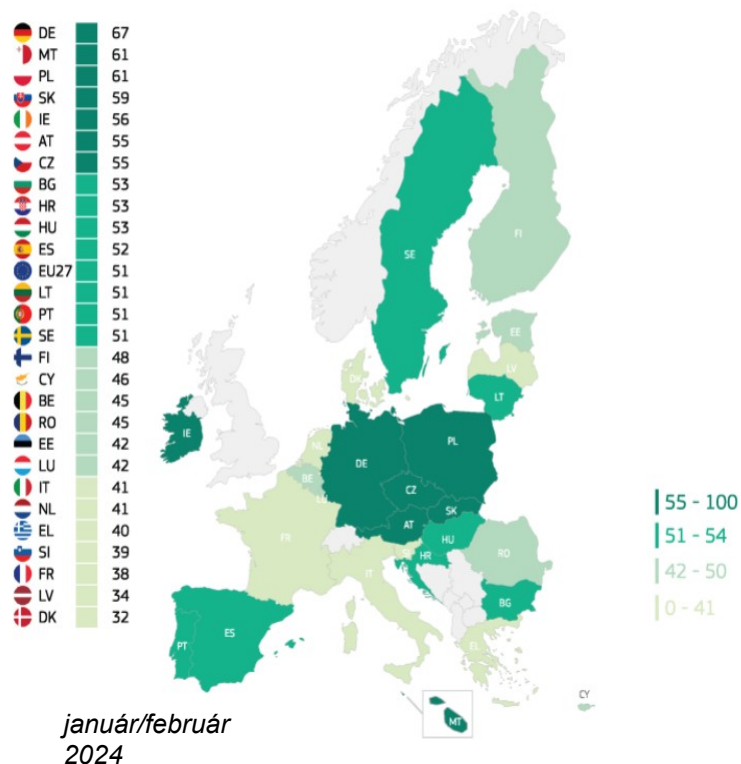 DE 67
MT 61
PL 61
SK 59
IE 56
AT 55
CZ 55
BG 53
HR 53
HU 53
ES 52
EU27 51
LT 51
PT 51
SE 51
FI 48
CY 46
BE 45
RO 45
EE 42
LU 42
IT 41
NL 41
EL 40
SI 39
FR 38
LV 34
DK 32
FI
SE
EE
LV
DK
LT
IE
NL
PL
DE
BE
LU
CZ
SK
AT
HU
FR
SI
HR
RO
IT
BG
ES
PT
EL
CY
MT
55 - 100
51 - 54
42 - 50
0 - 41
január/február
2024